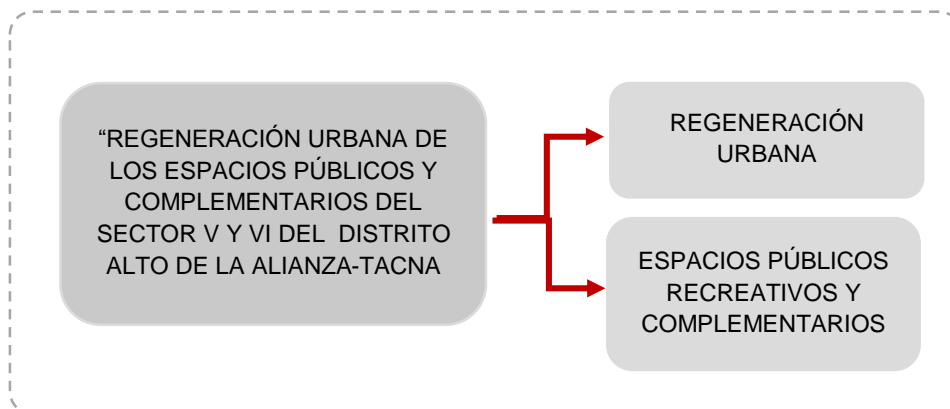 “REGENERACIÓN URBANA DE
LOS ESPACIOS PÚBLICOS Y
COMPLEMENTARIOS DEL
SECTOR V Y VI DEL DISTRITO
ALTO DE LA ALIANZA-TACNA
REGENERACIÓN
URBANA
ESPACIOS PÚBLICOS
RECREATIVOS Y
COMPLEMENTARIOS